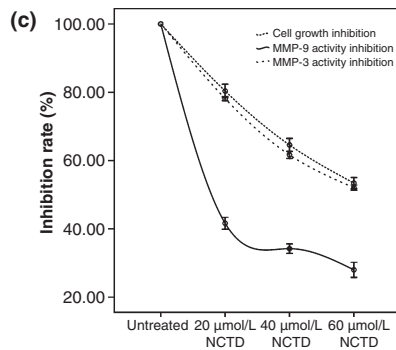 (c)
Cell growth inhibition
MMP-9 activity inhibition
MMP-3 activity inhibition
Inhibition rate (%)
100.00
80.00
60.00
40.00
20.00
Untreated 20 μmol/L 40 μmol/L 60 μmol/L
NCTD NCTD NCTD